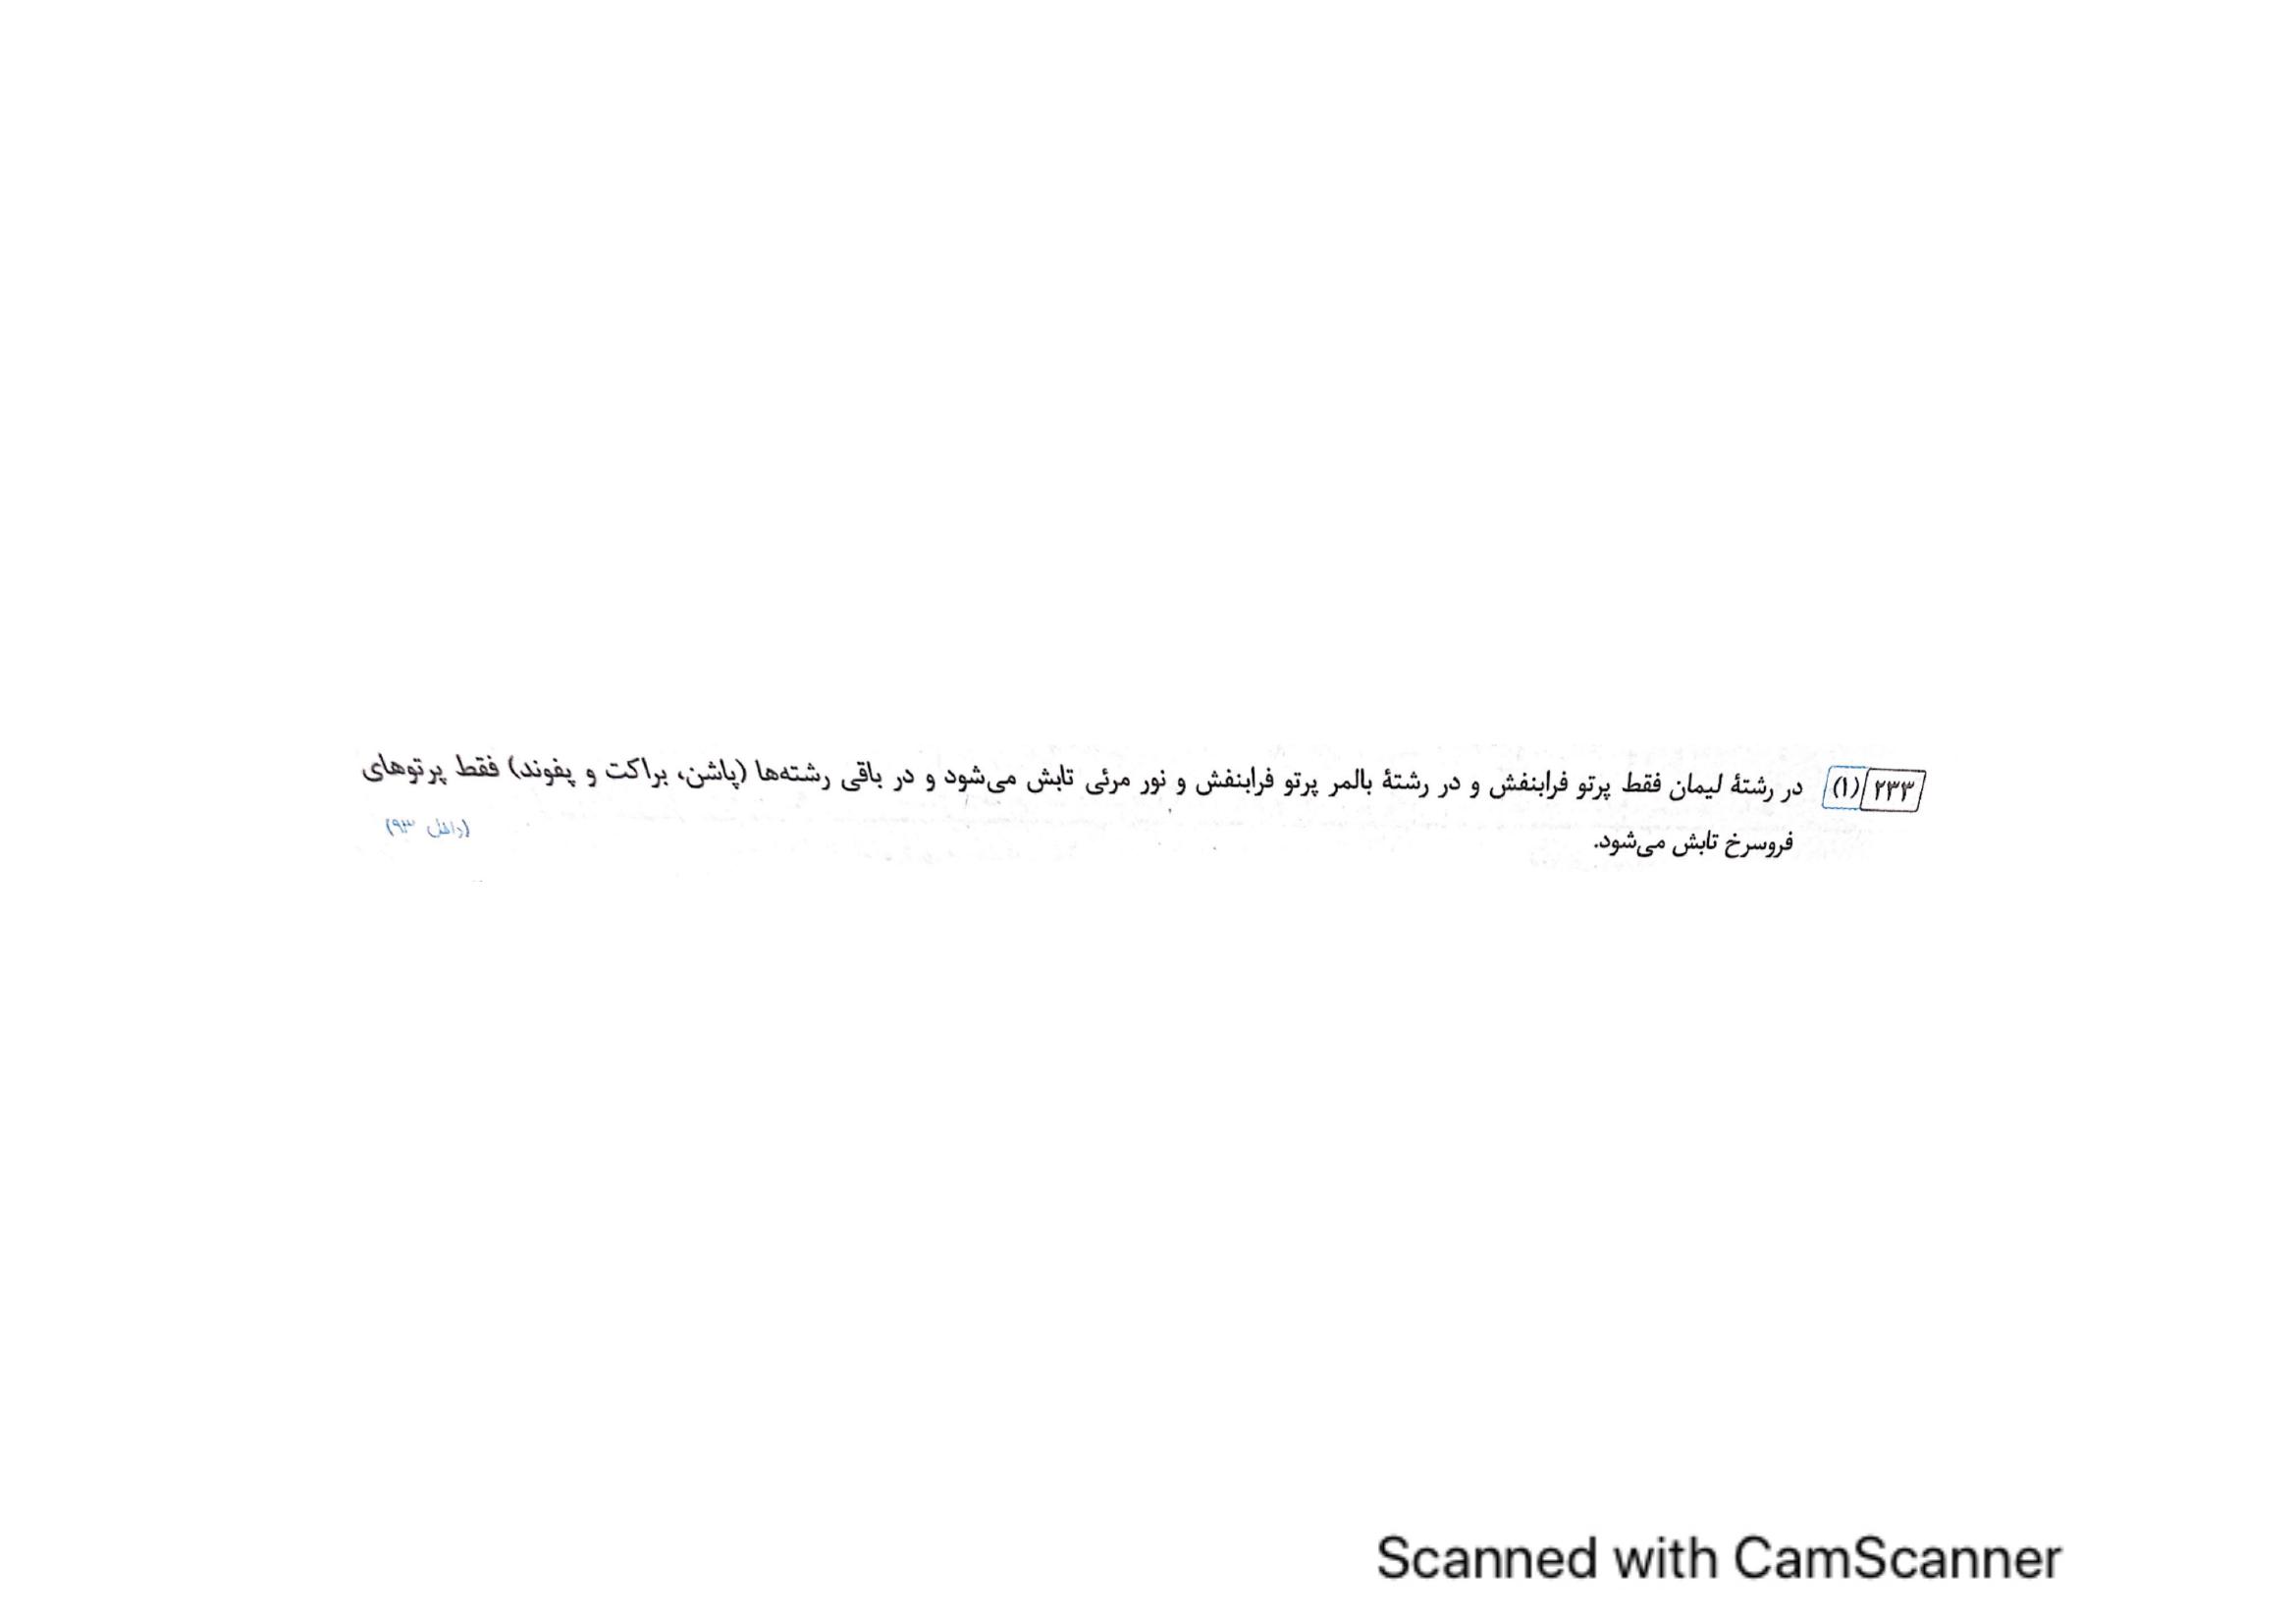 ۲۳۳ (۱) در رشتهٔ لیمان فقط پرتو فرابنفش و در رشتهٔ بالمر پرتو فرابنفش و نور مرئی تابش می‌شود و در باقی رشته‌ها (پاشن، براکت و پفوند) فقط پرتوهای
فروسرخ تابش می‌شود.
(داخل ۹۳)
Scanned with CamScanner